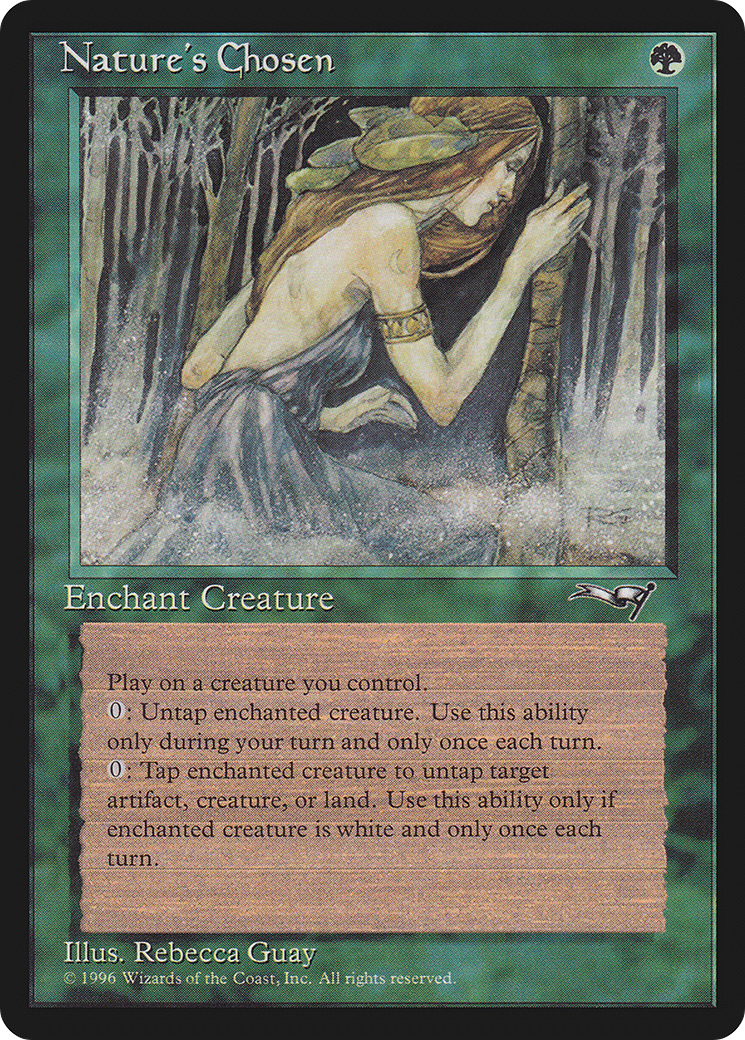 Nature's Chosen
Enchant Creature
Play on a creature you control.
0: Untap enchanted creature. Use this ability
only during your turn and only once each turn.
0: Tap enchanted creature to untap target
artifact, creature, or land. Use this ability only if
enchanted creature is white and only once each
turn.
Illus. Rebecca Guay
© 1996 Wizards of the Coast, Inc. All rights reserved.